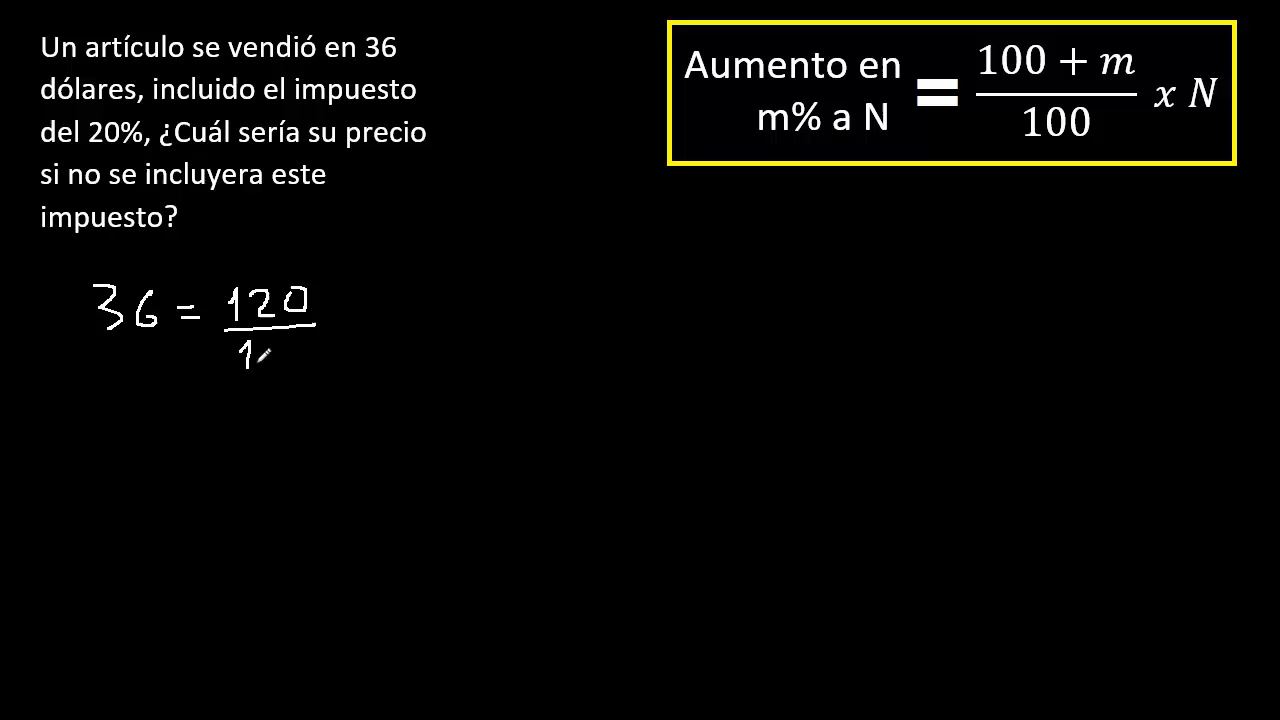 Un artículo se vendió en 36
dólares, incluido el impuesto
del 20%, ¿Cuál sería su precio
si no se incluyera este
impuesto?
Aumento en
m% a N
=
100 + m
100
x N
36 = 120
1